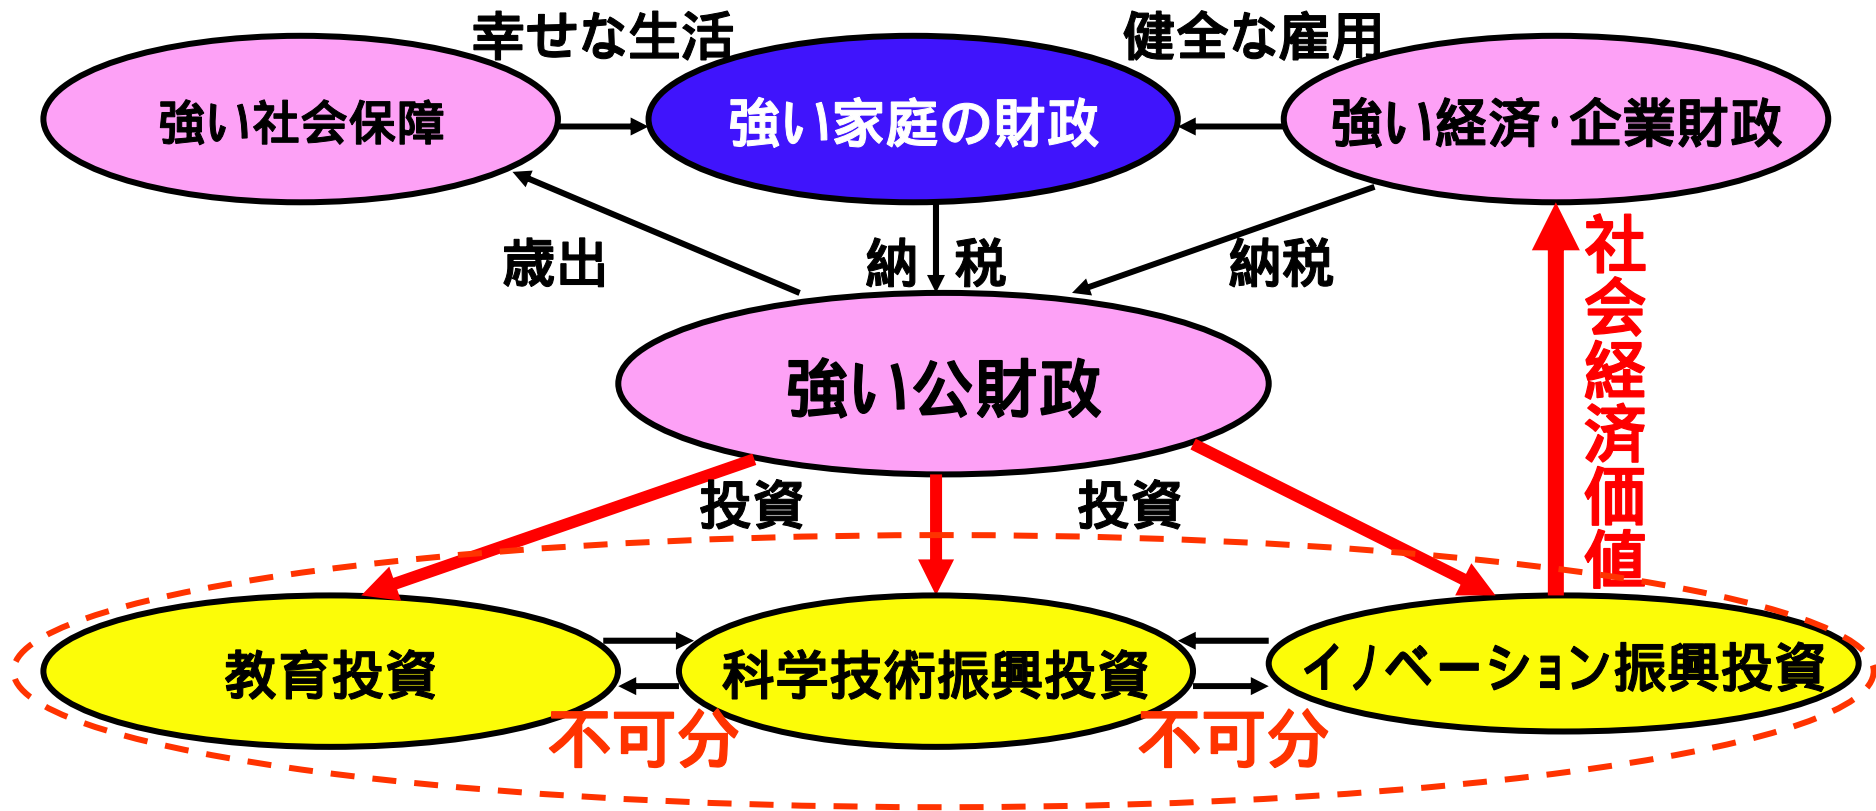 幸せな生活
健全な雇用
強い社会保障
強い家庭の財政
強い経済・企業財政
歳出
納 税
納税
社会経済価値
強い公財政
投資
投資
教育投資
科学技術振興投資
イノベーション振興投資
不可分
不可分